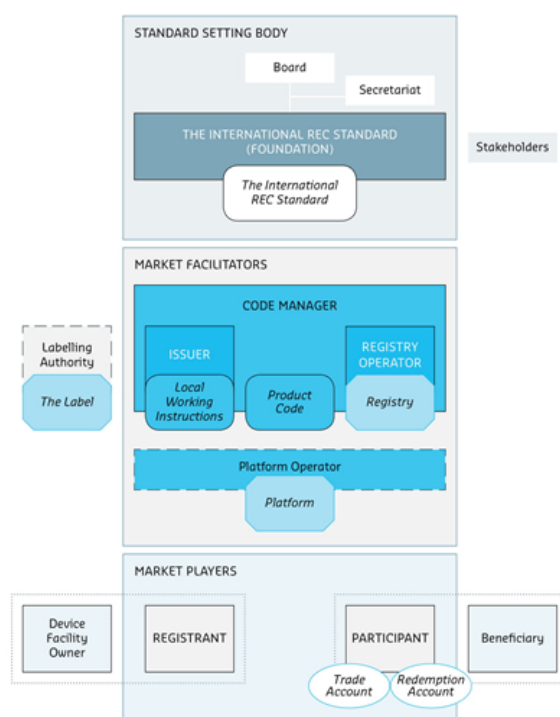 STANDARD SETTING BODY
Board
Secretariat
THE INTERNATIONAL REC STANDARD
(FOUNDATION)
The International
REC Standard
Stakeholders
MARKET FACILITATORS
CODE MANAGER
Labelling
Authority
The Label
ISSUER
Local
Working
Instructions
Product
Code
REGISTRY
OPERATOR
Registry
Platform Operator
Platform
MARKET PLAYERS
Device
Facility
Owner
REGISTRANT
PARTICIPANT
Beneficiary
Trade
Account
Redemption
Account